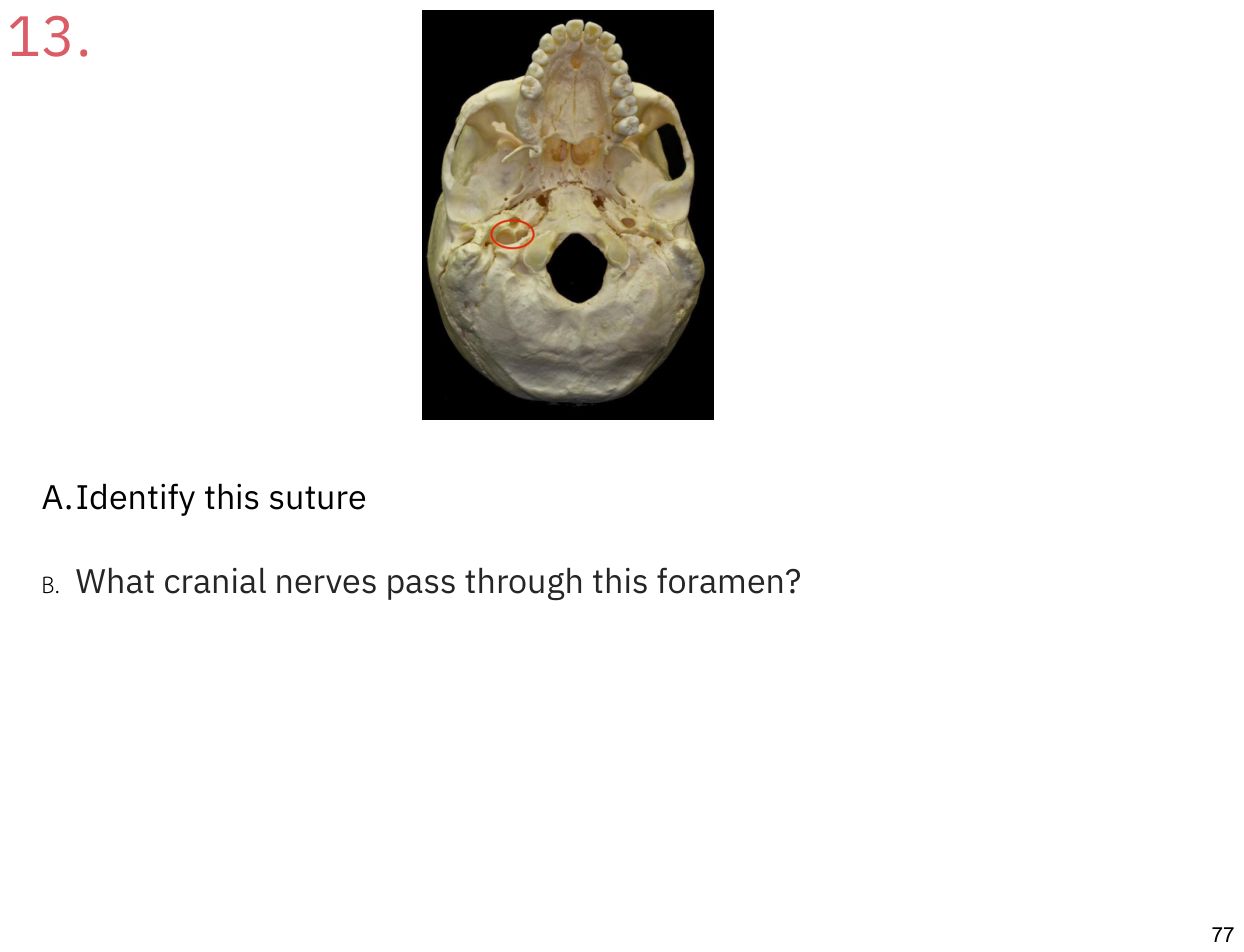 13.
A.Identify this suture
B. What cranial nerves pass through this foramen?
77